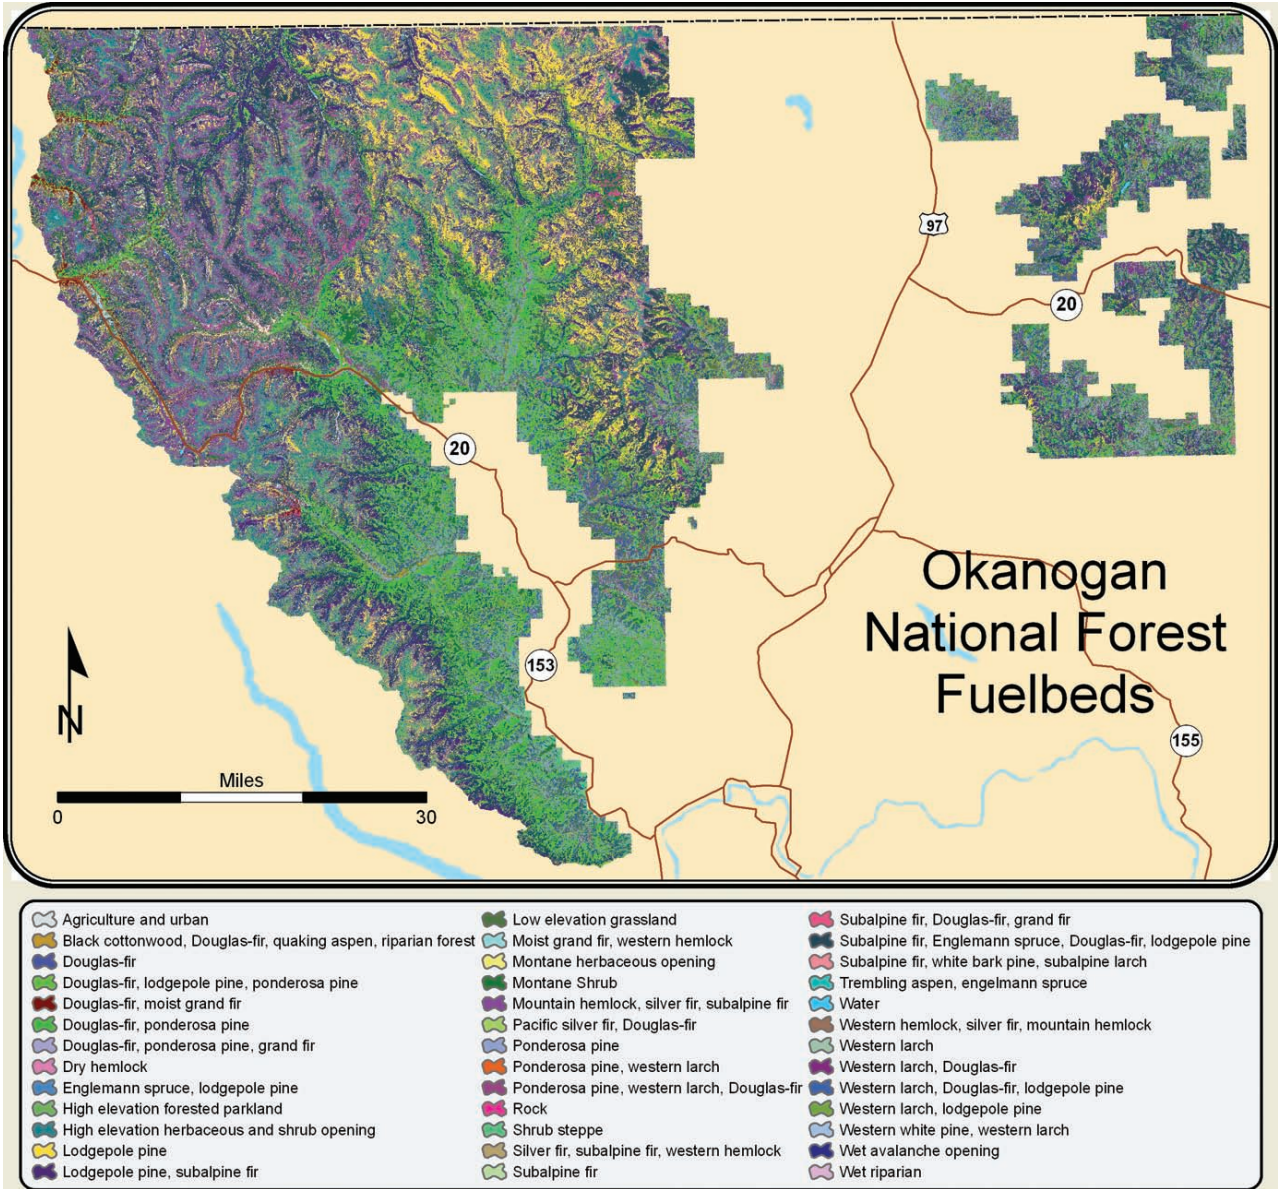 97
20
20
153
155
Okanogan
National Forest
Fuelbeds
N
Miles
0 30
Agriculture and urban
Black cottonwood, Douglas-fir, quaking aspen, riparian forest
Douglas-fir
Douglas-fir, lodgepole pine, ponderosa pine
Douglas-fir, moist grand fir
Douglas-fir, ponderosa pine
Douglas-fir, ponderosa pine, grand fir
Dry hemlock
Englemann spruce, lodgepole pine
High elevation forested parkland
High elevation herbaceous and shrub opening
Lodgepole pine
Lodgepole pine, subalpine fir
Low elevation grassland
Moist grand fir, western hemlock
Montane herbaceous opening
Montane Shrub
Mountain hemlock, silver fir, subalpine fir
Pacific silver fir, Douglas-fir
Ponderosa pine
Ponderosa pine, western larch
Ponderosa pine, western larch, Douglas-fir
Rock
Shrub steppe
Silver fir, subalpine fir, western hemlock
Subalpine fir
Subalpine fir, Douglas-fir, grand fir
Subalpine fir, Englemann spruce, Douglas-fir, lodgepole pine
Subalpine fir, white bark pine, subalpine larch
Trembling aspen, engelmann spruce
Water
Western hemlock, silver fir, mountain hemlock
Western larch
Western larch, Douglas-fir
Western larch, Douglas-fir, lodgepole pine
Western larch, lodgepole pine
Western white pine, western larch
Wet avalanche opening
Wet riparian